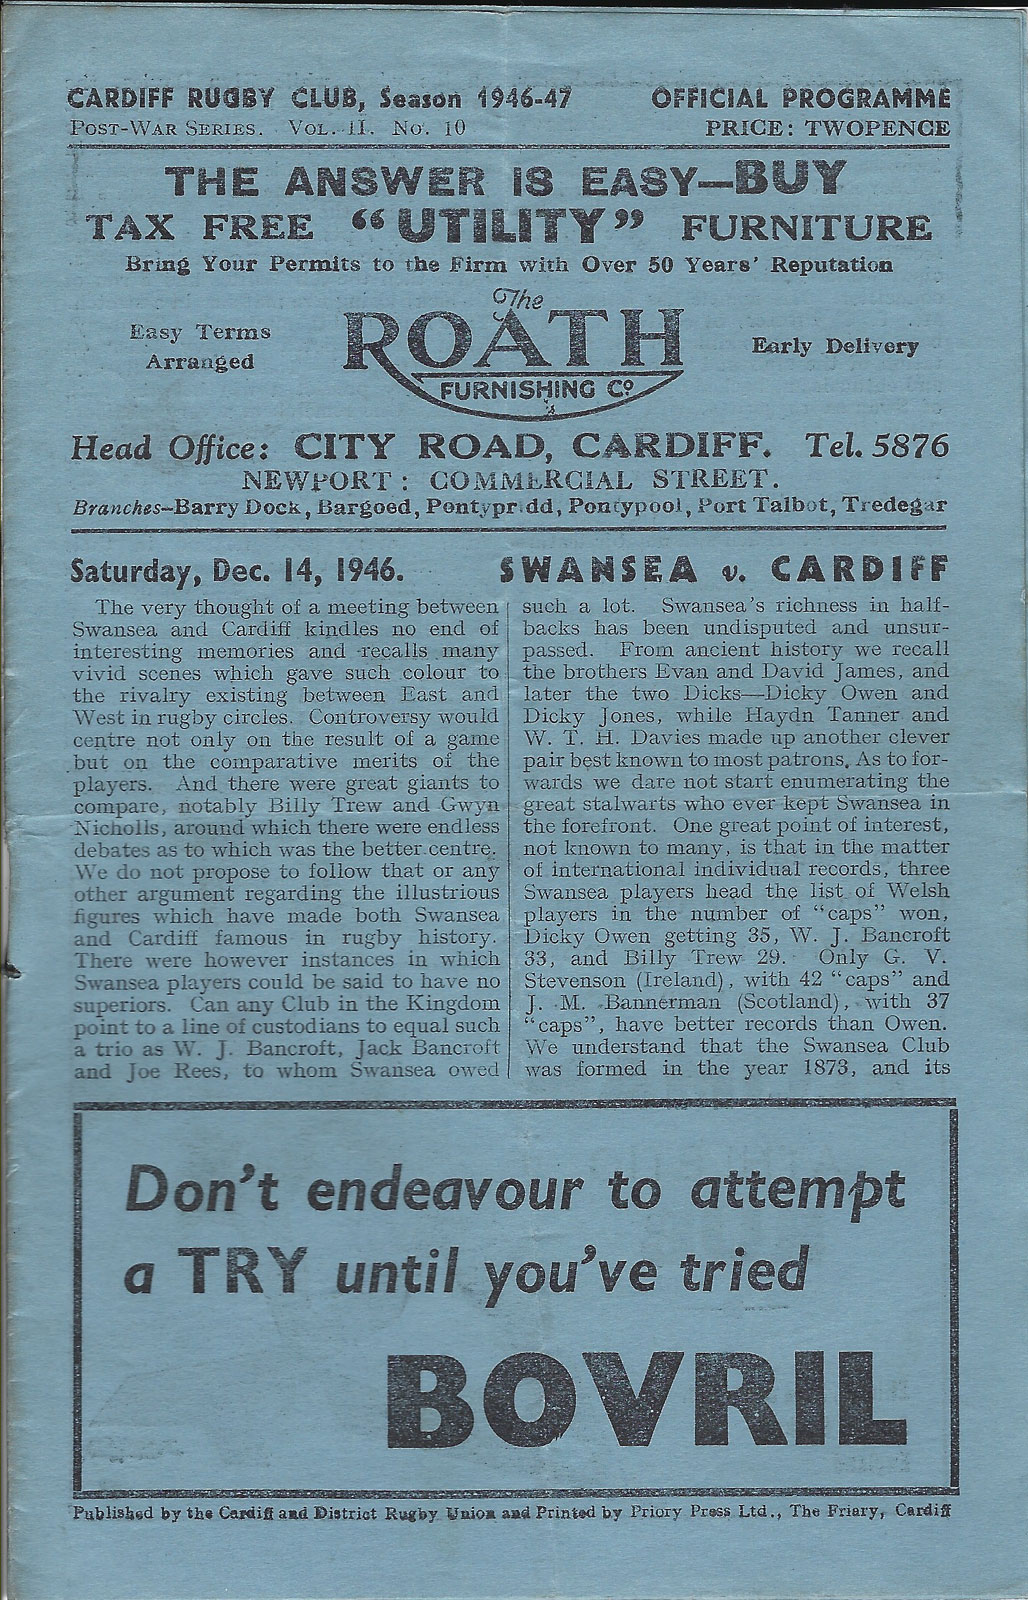 CARDIFF RUGBY CLUB, Season 1946-47
OFFICIAL PROGRAMME
POST-WAR SERIES. VOL. II. No. 10
PRICE: TWOPENCE
THE ANSWER IS EASY—BUY
TAX FREE “UTILITY” FURNITURE
Bring Your Permits to the Firm with Over 50 Years' Reputation
Easy Terms
Arranged
The
ROATH
FURNISHING Co.
Early Delivery
Head Office: CITY ROAD, CARDIFF. Tel. 5876
NEWPORT: COMMERCIAL STREET.
Branches—Barry Dock, Bargoed, Pontypridd, Pontypool, Port Talbot, Tredegar
Saturday, Dec. 14, 1946.
SWANSEA v. CARDIFF
The very thought of a meeting between
Swansea and Cardiff kindles no end of
interesting memories and recalls many
vivid scenes which gave such colour to
the rivalry existing between East and
West in rugby circles. Controversy would
centre not only on the result of a game
but on the comparative merits of the
players. And there were great giants to
compare, notably Billy Trew and Gwyn
Nicholls, around which there were endless
debates as to which was the better centre.
We do not propose to follow that or any
other argument regarding the illustrious
figures which have made both Swansea
and Cardiff famous in rugby history.
There were however instances in which
Swansea players could be said to have no
superiors. Can any Club in the Kingdom
point to a line of custodians to equal such
a trio as W. J. Bancroft, Jack Bancroft
and Joe Rees, to whom Swansea owed
such a lot. Swansea's richness in half-
backs has been undisputed and unsur-
passed. From ancient history we recall
the brothers Evan and David James, and
later the two Dicks—Dicky Owen and
Dicky Jones, while Haydn Tanner and
W. T. H. Davies made up another clever
pair best known to most patrons. As to for-
wards we dare not start enumerating the
great stalwarts who ever kept Swansea in
the forefront. One great point of interest,
not known to many, is that in the matter
of international individual records, three
Swansea players head the list of Welsh
players in the number of “caps” won,
Dicky Owen getting 35, W. J. Bancroft
33, and Billy Trew 29. Only G. V.
Stevenson (Ireland), with 42 “caps” and
J. M. Bannerman (Scotland), with 37
“caps”, have better records than Owen.
We understand that the Swansea Club
was formed in the year 1873, and its
Don't endeavour to attempt
a TRY until you've tried
BOVRIL
Published by the Cardiff and District Rugby Union and Printed by Priory Press Ltd., The Friary, Cardiff